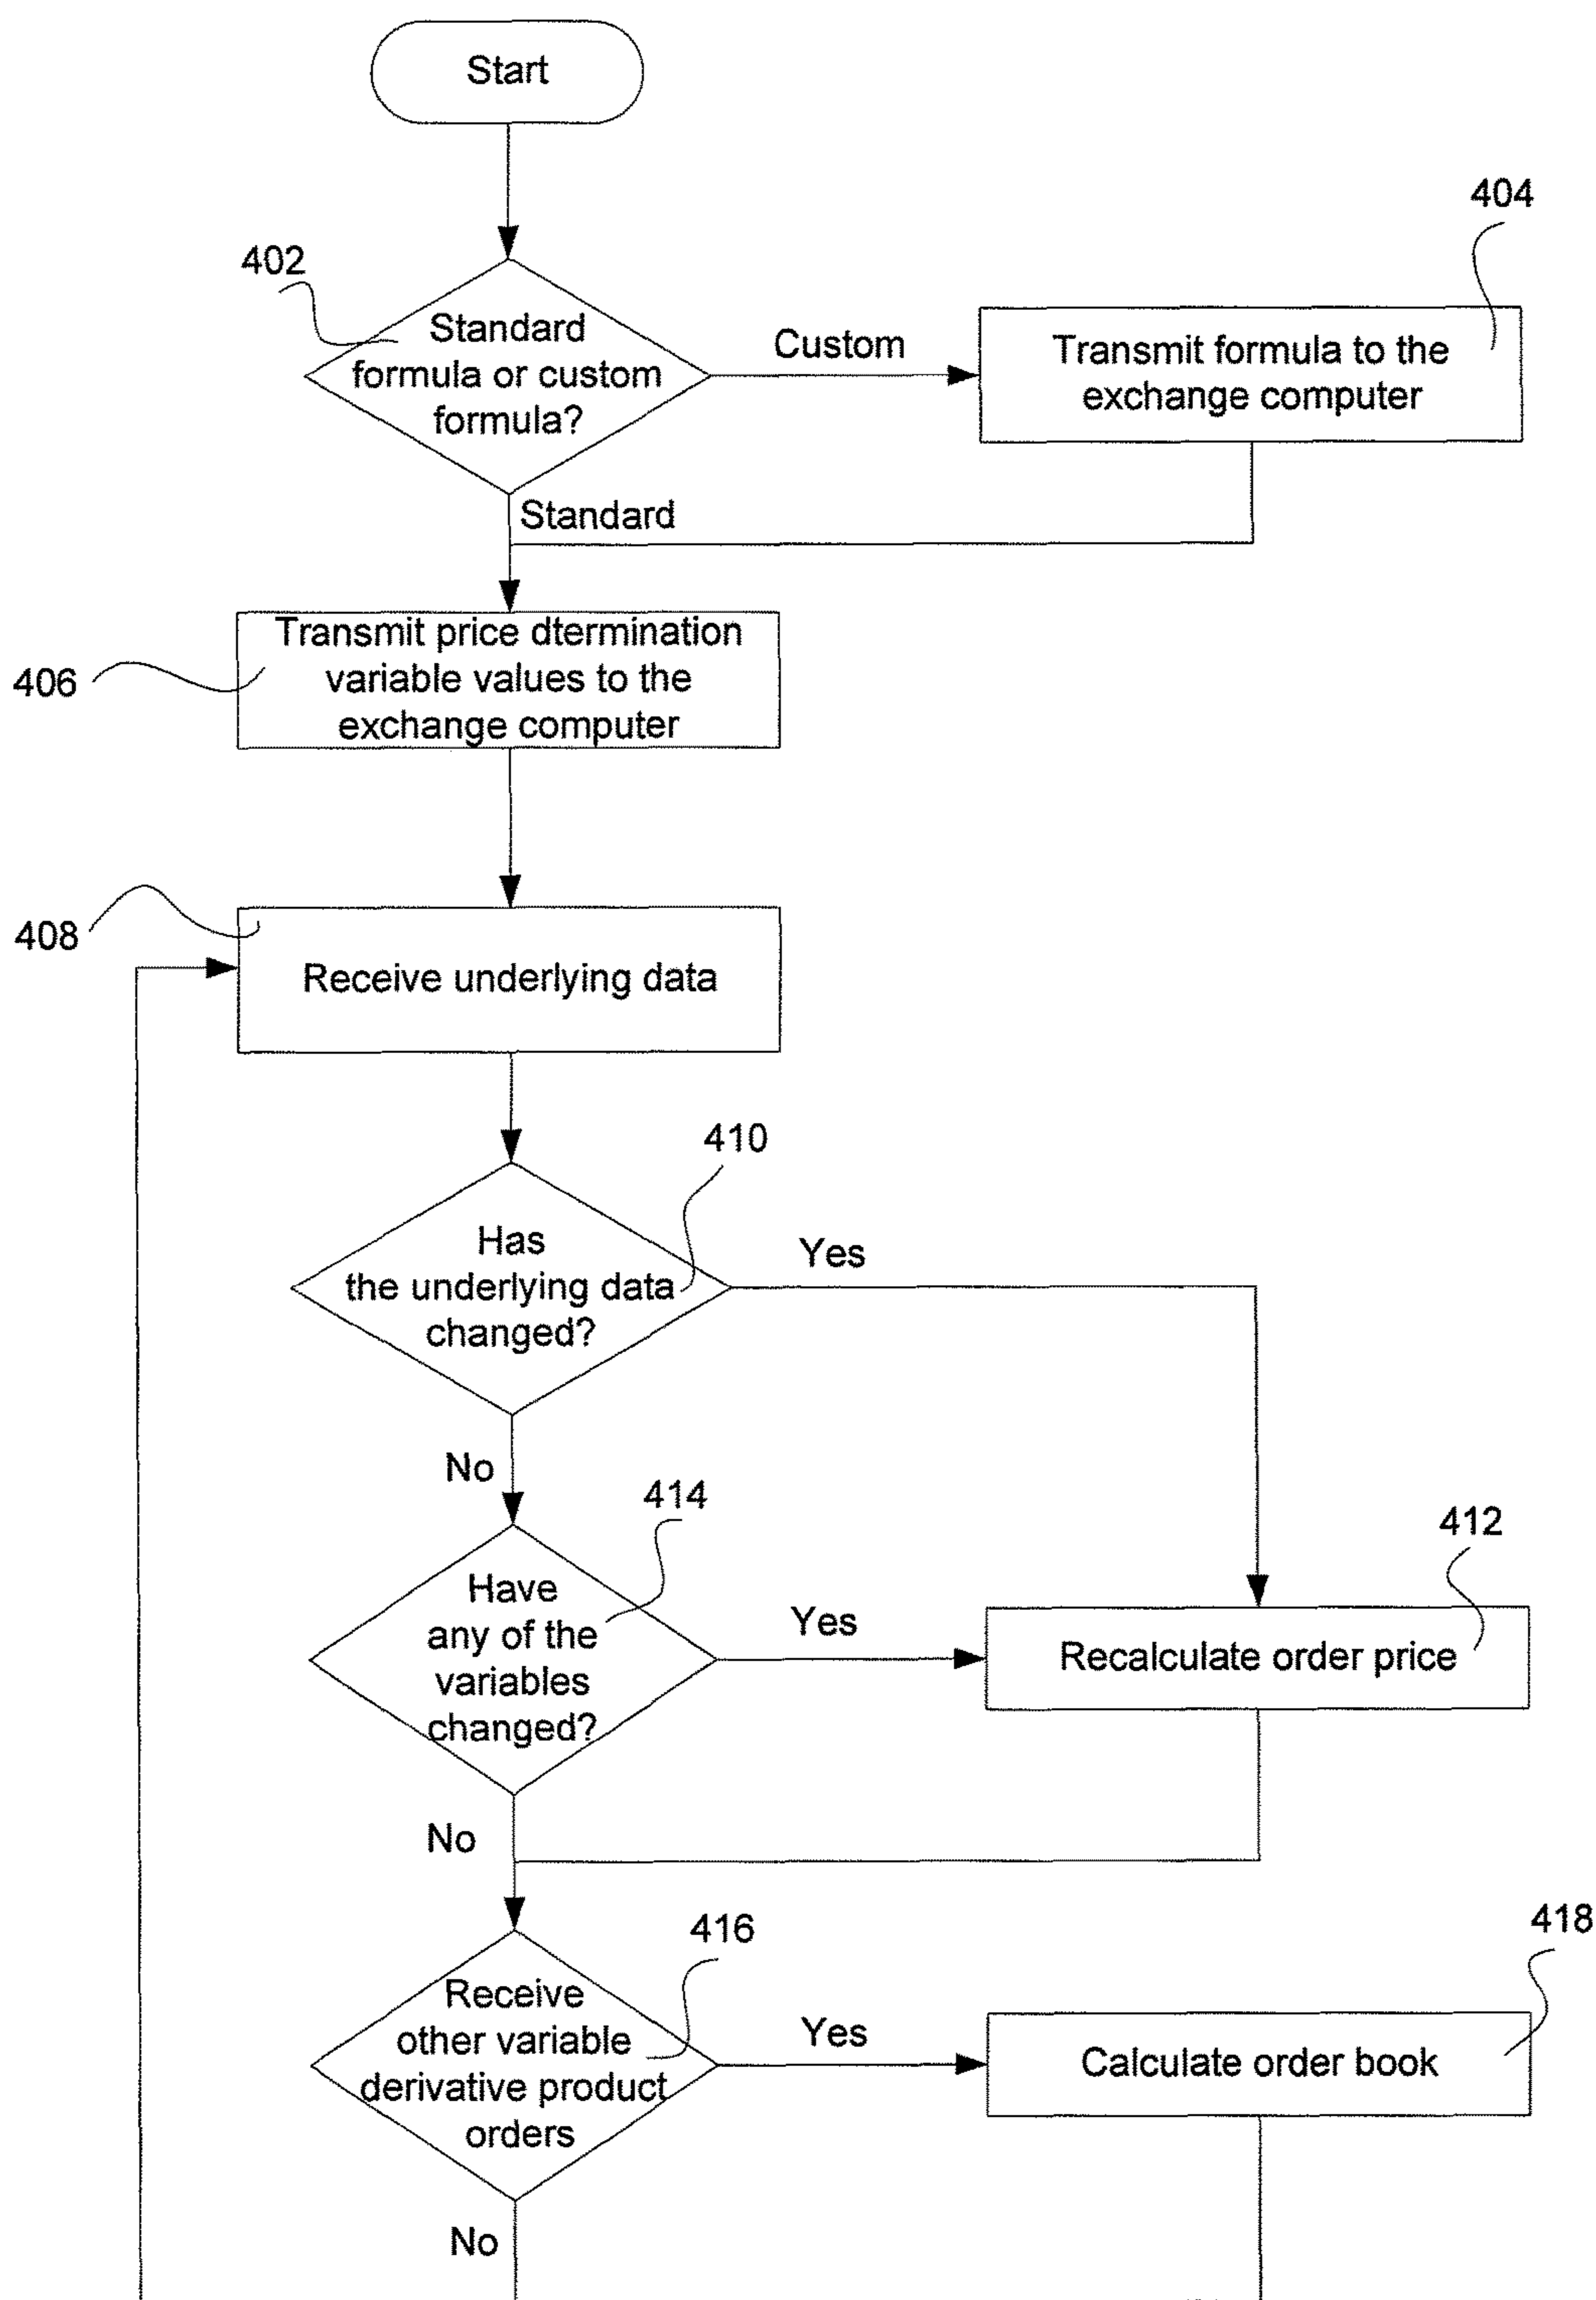 Start
404
402
Standard
formula or custom
formula?
Custom
Transmit formula to the
exchange computer
Standard
Transmit price dtermination
variable values to the
exchange computer
406
408
Receive underlying data
410
Has
the underlying data
changed?
Yes
No
414
412
Have
any of the
variables
changed?
Yes
Recalculate order price
No
416
418
Receive
other variable
derivative product
orders
Yes
Calculate order book
No